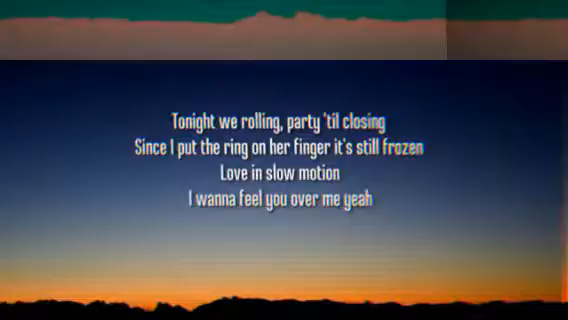 Tonight we rolling, party 'til closing
Since I put the ring on her finger it's still frozen
Love in slow motion
I wanna feel you over me yeah